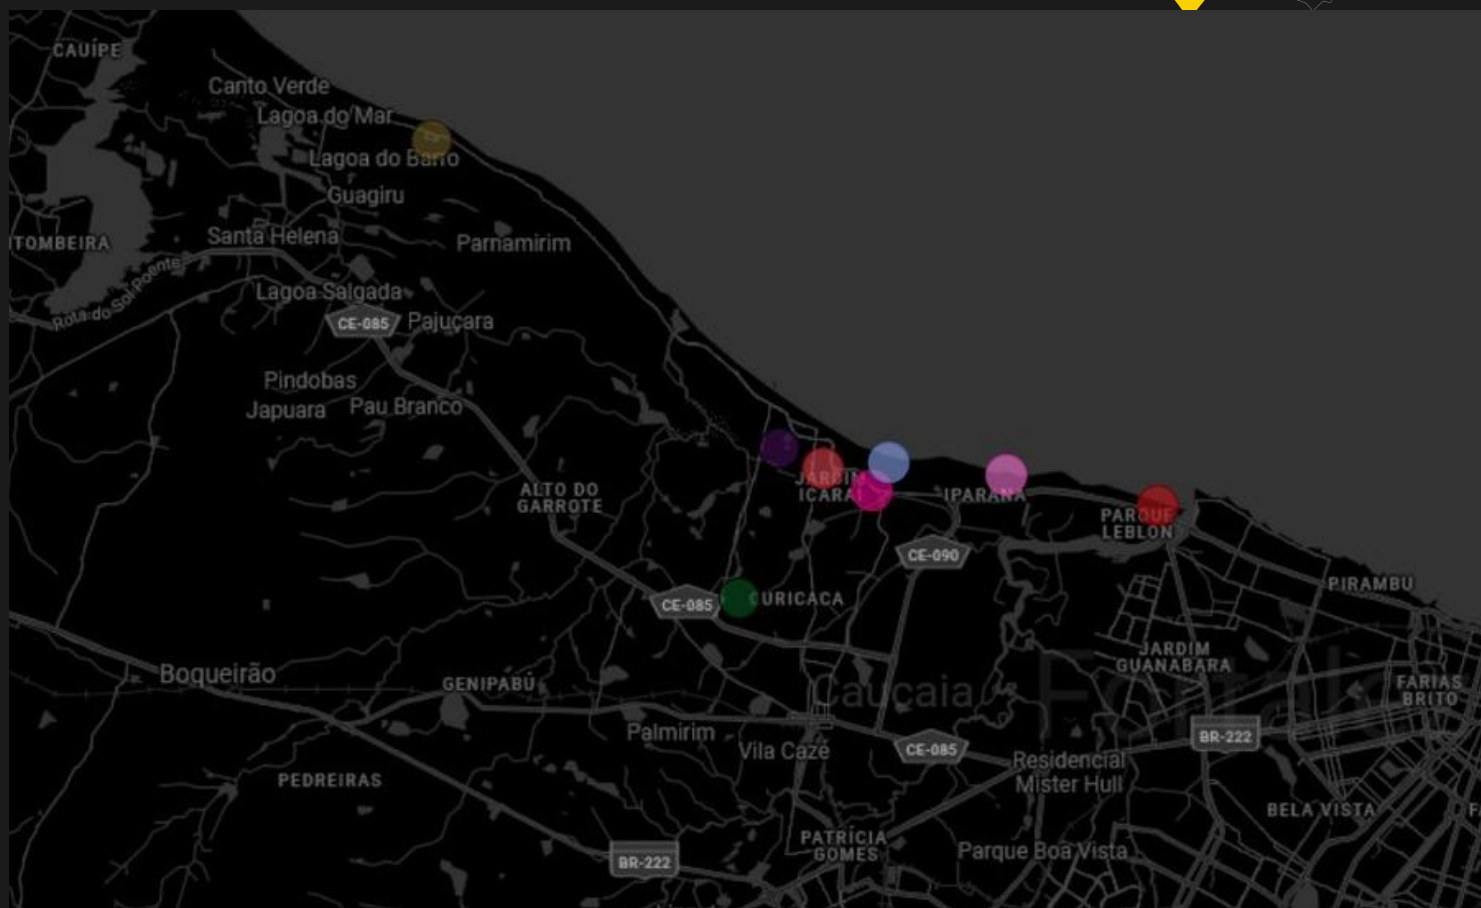 CAUÍPE
Canto Verde
Lagoa do Mar
Lagoa do Barro
Guagiru
Santa Helena
Parnamirim
TOMBEIRA
Rota do Sol Poente
Lagoa Salgada
CE-085
Pajuçara
Pindobas
Japuara
Pau Branco
ALTO DO
GARROTE
JARDIM
ICARAÍ
IPARANA
PARQUE
LEBLON
CE-090
PIRAMBU
CE-085
CURICACA
JARDIM
GUANABARA
Boqueirão
GENIPABÚ
Caucaia
FARIAS
BRITO
Palmirim
Vila Cazé
CE-085
BR-222
Residencial
Mister Hull
PEDREIRAS
BELA VISTA
PATRÍCIA
GOMES
Parque Boa Vista
BR-222